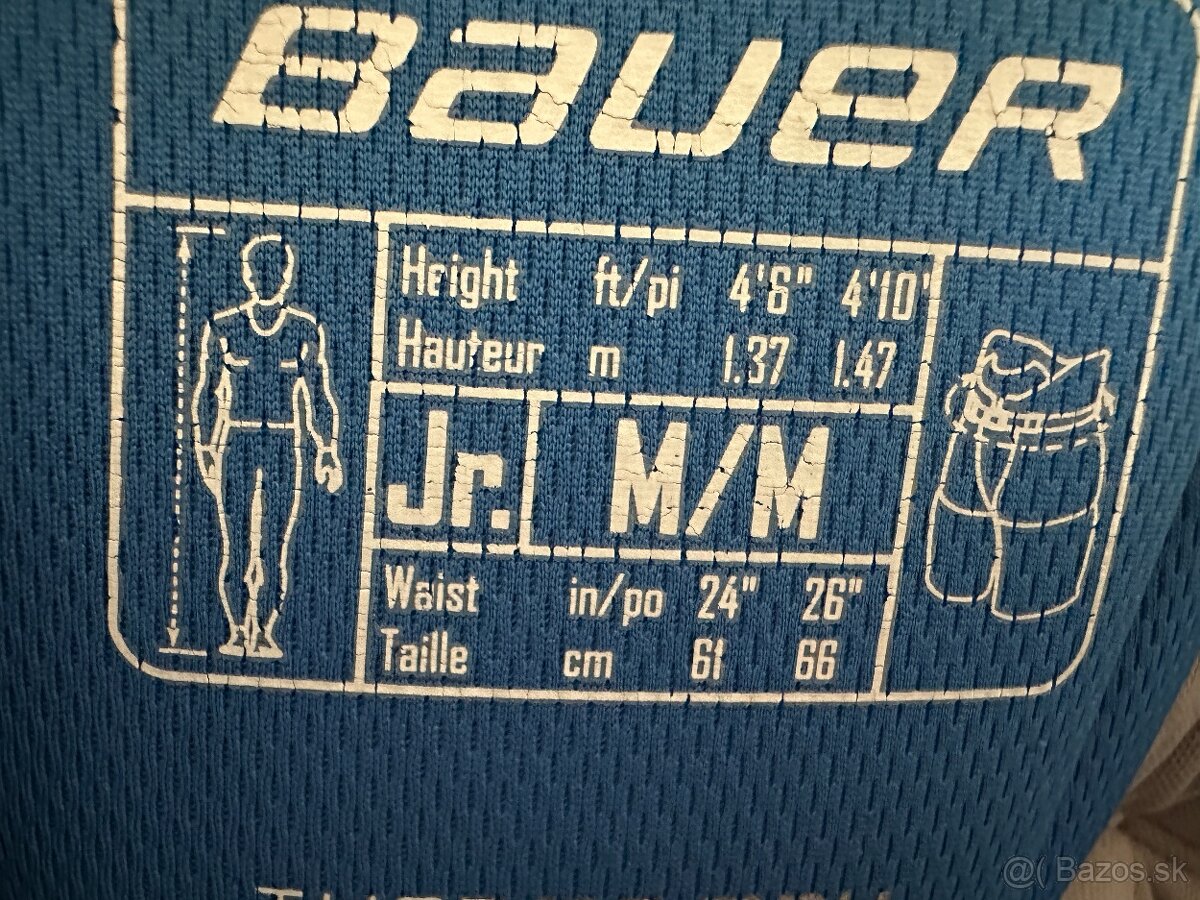 BAUER
Height ft/pi 4'6" 4'10"
Hauteur m 1.37 1.47
Jr. M/M
Waist in/po 24" 26"
Taille cm 61 66
@( Bazos.sk